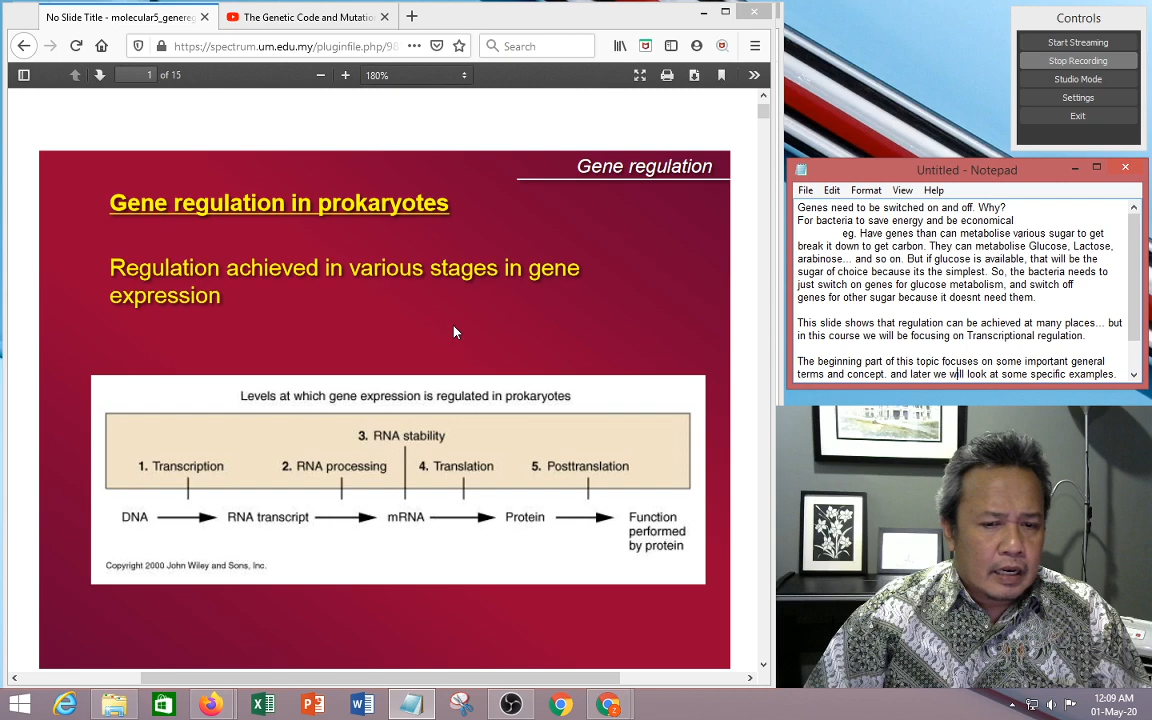 No Slide Title - molecular5_genereg
The Genetic Code and Mutation
https://spectrum.um.edu.my/pluginfile.php/98
Search
1 of 15
180%
Gene regulation
Gene regulation in prokaryotes
Regulation achieved in various stages in gene
expression
Levels at which gene expression is regulated in prokaryotes
3. RNA stability
1. Transcription
2. RNA processing
4. Translation
5. Posttranslation
DNA
RNA transcript
mRNA
Protein
Function
performed
by protein
Copyright 2000 John Wiley and Sons, Inc.
Controls
Start Streaming
Stop Recording
Studio Mode
Settings
Exit
Untitled - Notepad
File Edit Format View Help
Genes need to be switched on and off. Why?
For bacteria to save energy and be economical
eg. Have genes than can metabolise various sugar to get
break it down to get carbon. They can metabolise Glucose, Lactose,
arabinose... and so on. But if glucose is available, that will be the
sugar of choice because its the simplest. So, the bacteria needs to
just switch on genes for glucose metabolism, and switch off
genes for other sugar because it doesnt need them.
This slide shows that regulation can be achieved at many places... but
in this course we will be focusing on Transcriptional regulation.
The beginning part of this topic focuses on some important general
terms and concept. and later we will look at some specific examples.
12:09 AM
01-May-20